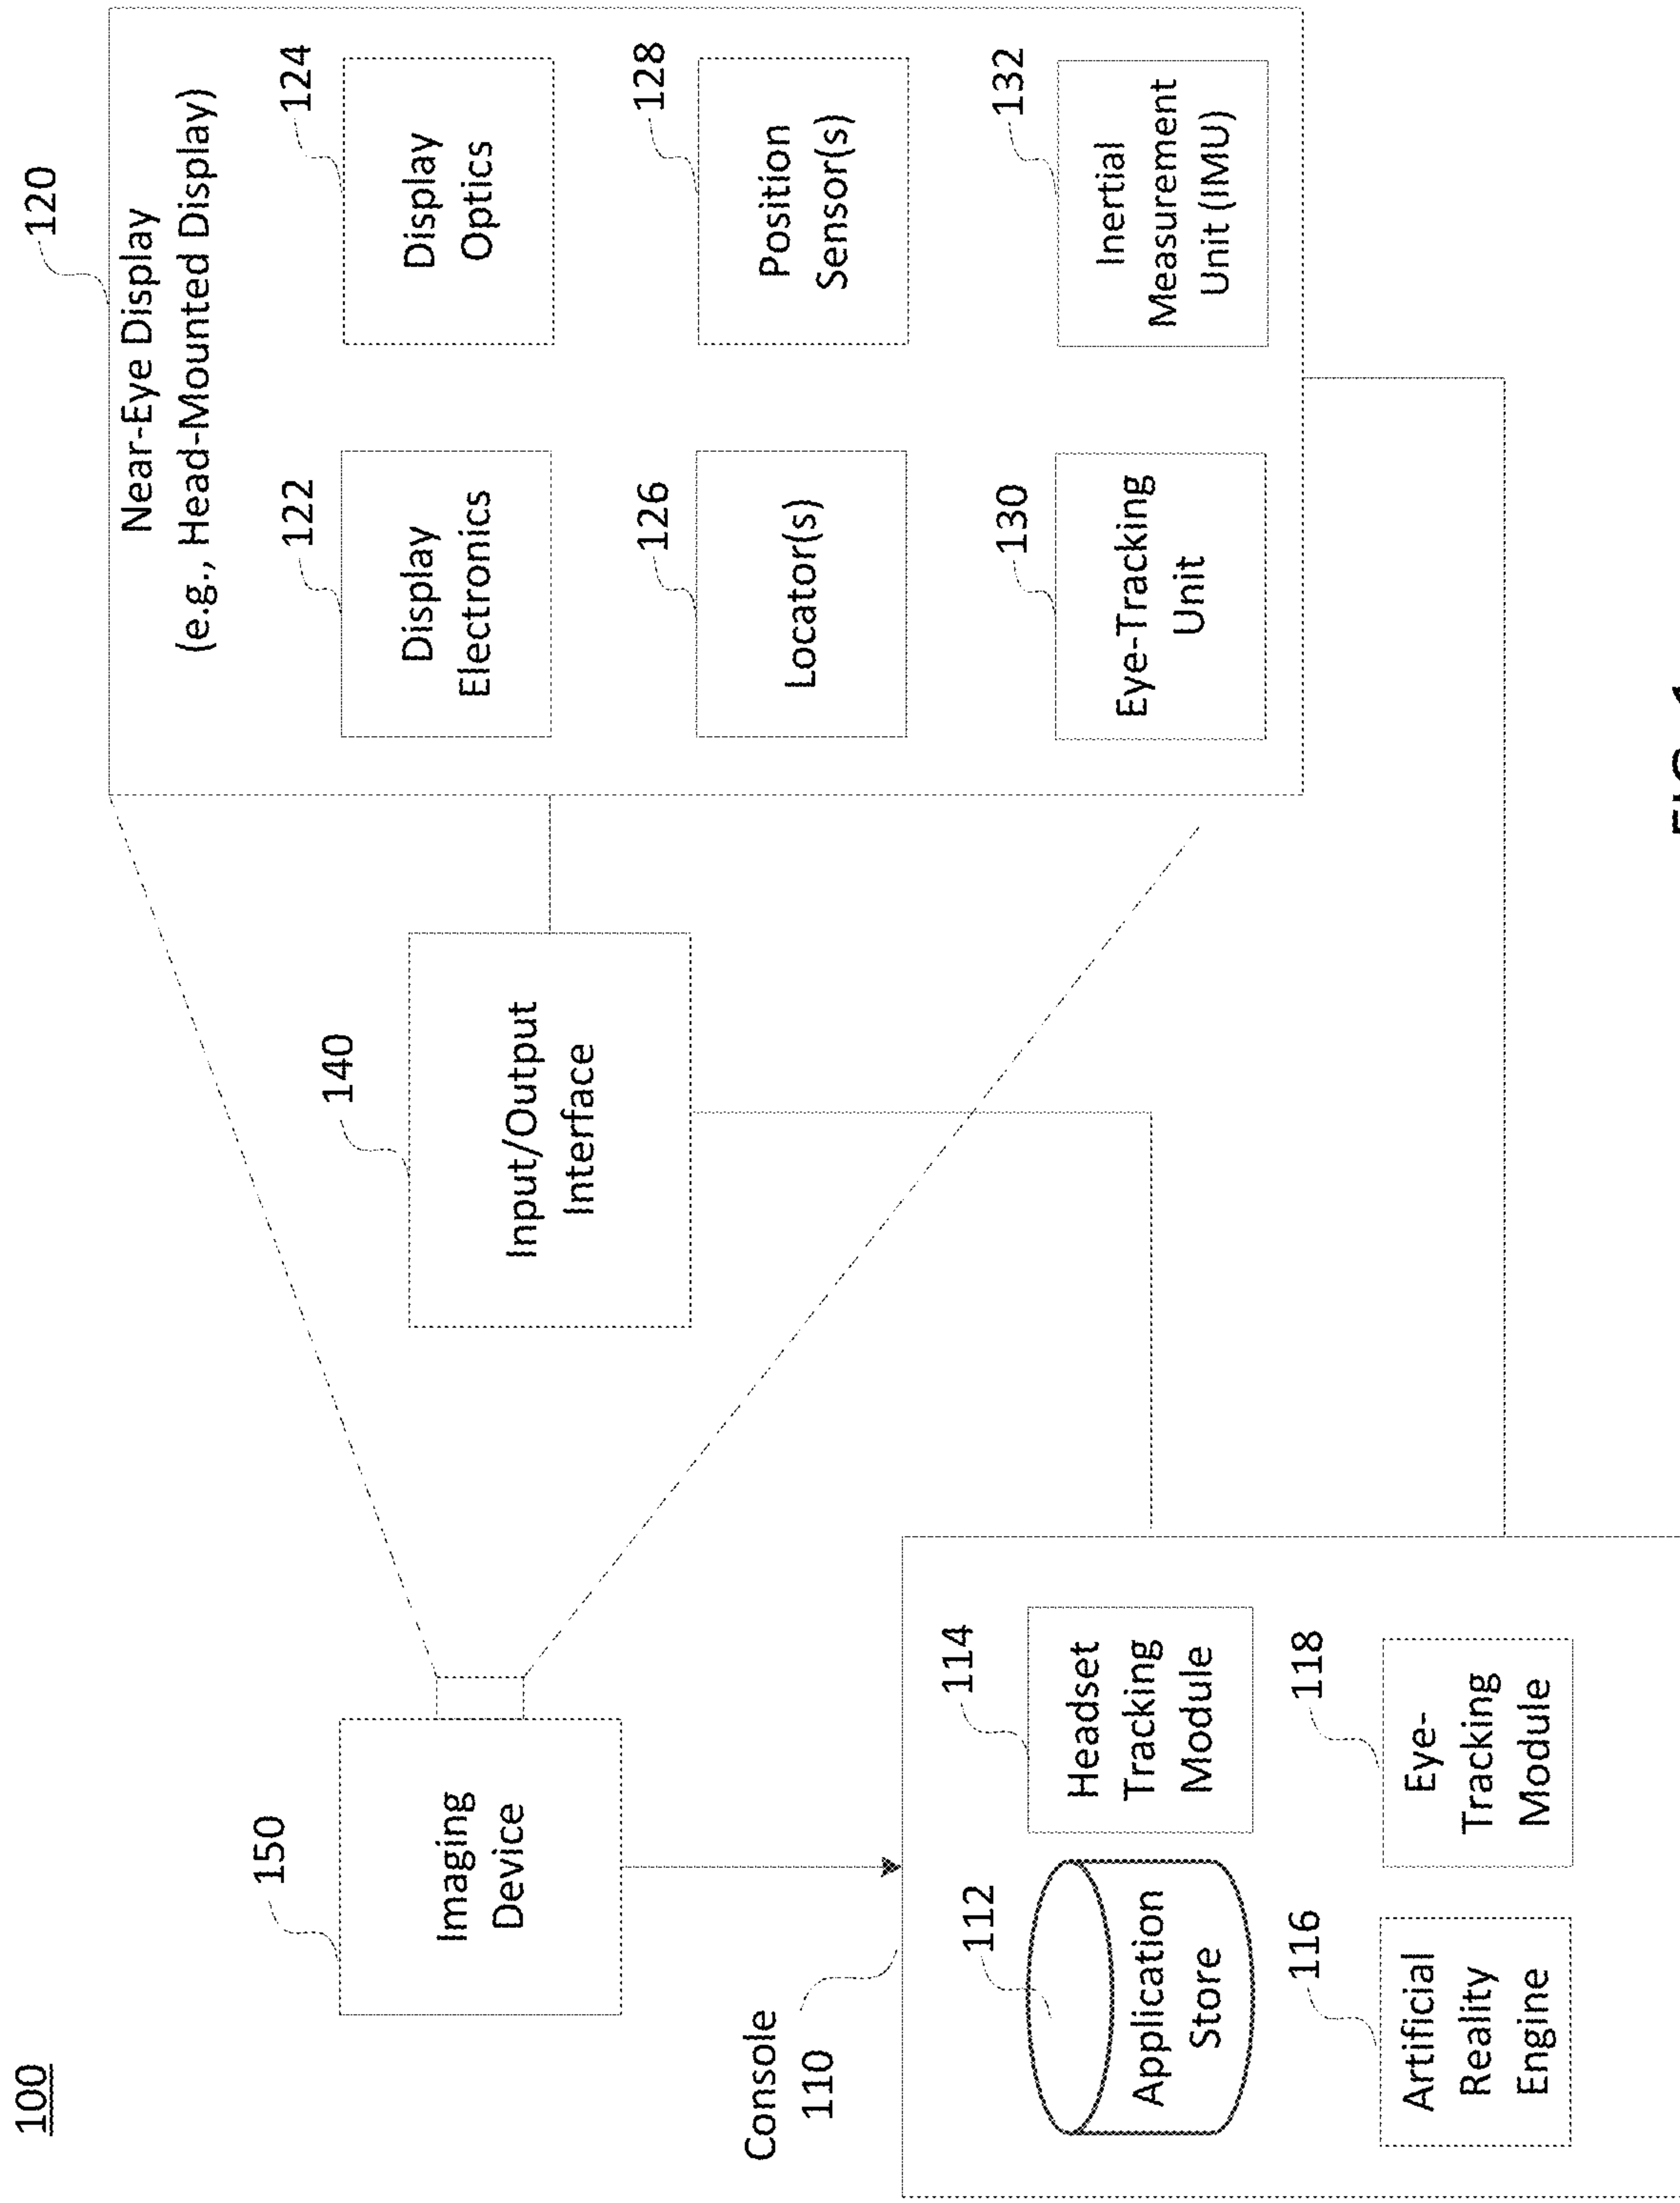 100
120
Near-Eye Display
(e.g., Head-Mounted Display)
150
Imaging
Device
140
Input/Output
Interface
122
Display
Electronics
124
Display
Optics
126
Locator(s)
128
Position
Sensor(s)
130
Eye-Tracking
Unit
132
Inertial
Measurement
Unit (IMU)
Console
110
112
Application
Store
114
Headset
Tracking
Module
116
Artificial
Reality
Engine
118
Eye-
Tracking
Module